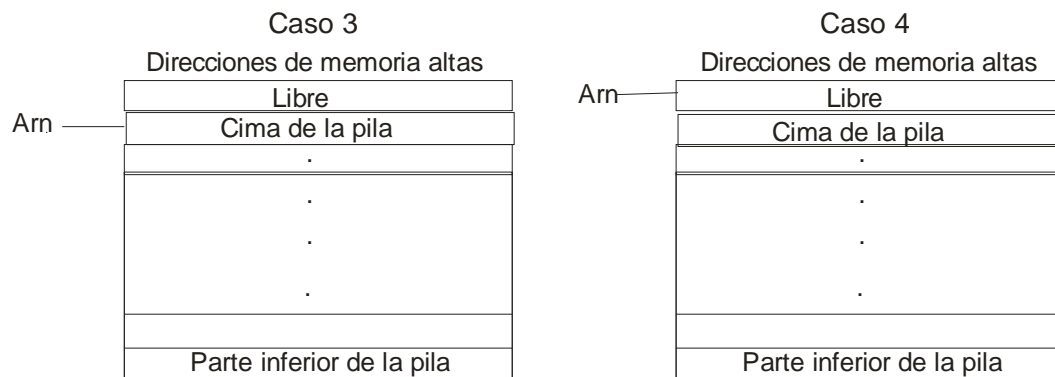 Caso 3
Direcciones de memoria altas
Libre
Arn
Cima de la pila
.
.
.
.
Parte inferior de la pila
Caso 4
Direcciones de memoria altas
Arn
Libre
Cima de la pila
.
.
.
.
Parte inferior de la pila